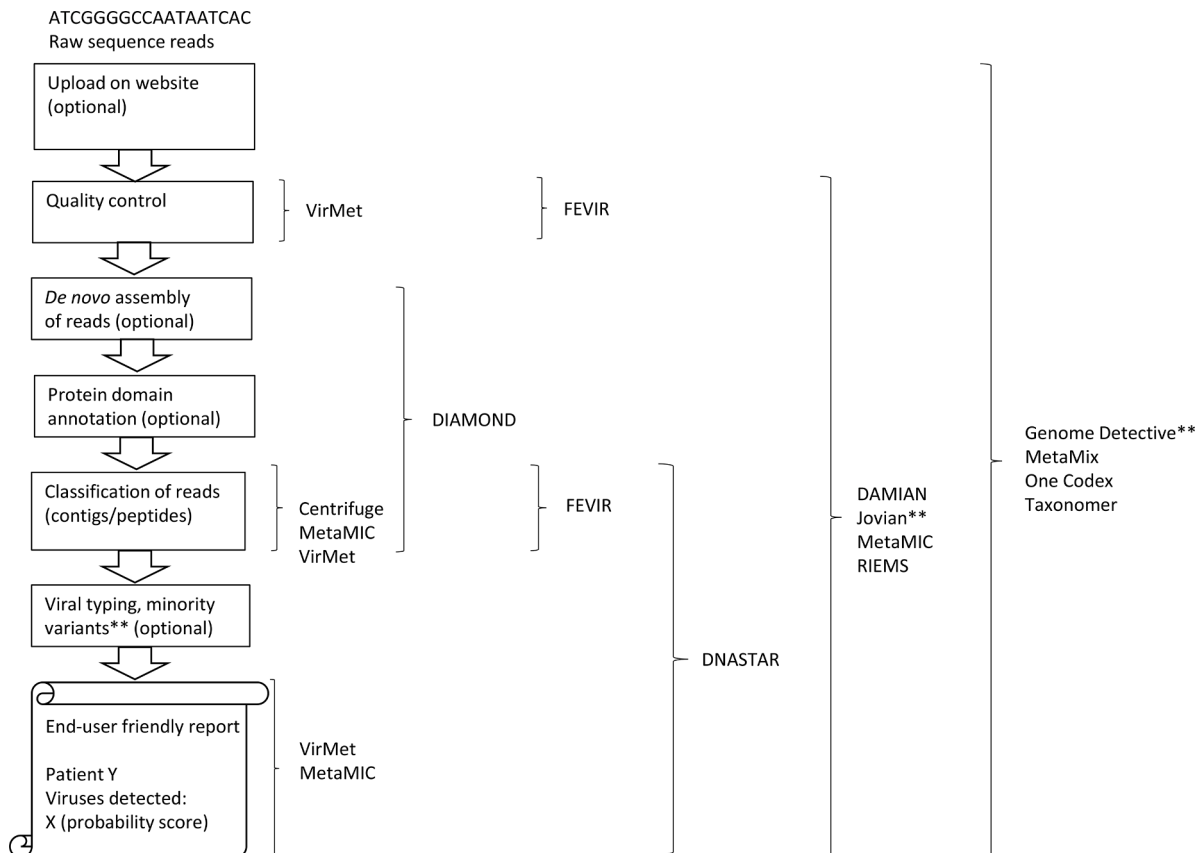 ATCGGGGCCAATAATCAC
Raw sequence reads
Upload on website
(optional)
Quality control
VirMet
FEVIR
De novo assembly
of reads (optional)
Protein domain
annotation (optional)
DIAMOND
Classification of reads
(contigs/peptides)
Centrifuge
MetaMIC
VirMet
FEVIR
Viral typing, minority
variants** (optional)
DNASTAR
DAMIAN
Jovian**
MetaMIC
RIEMS
Genome Detective**
MetaMix
One Codex
Taxonomer
End-user friendly report
Patient Y
Viruses detected:
X (probability score)
VirMet
MetaMIC